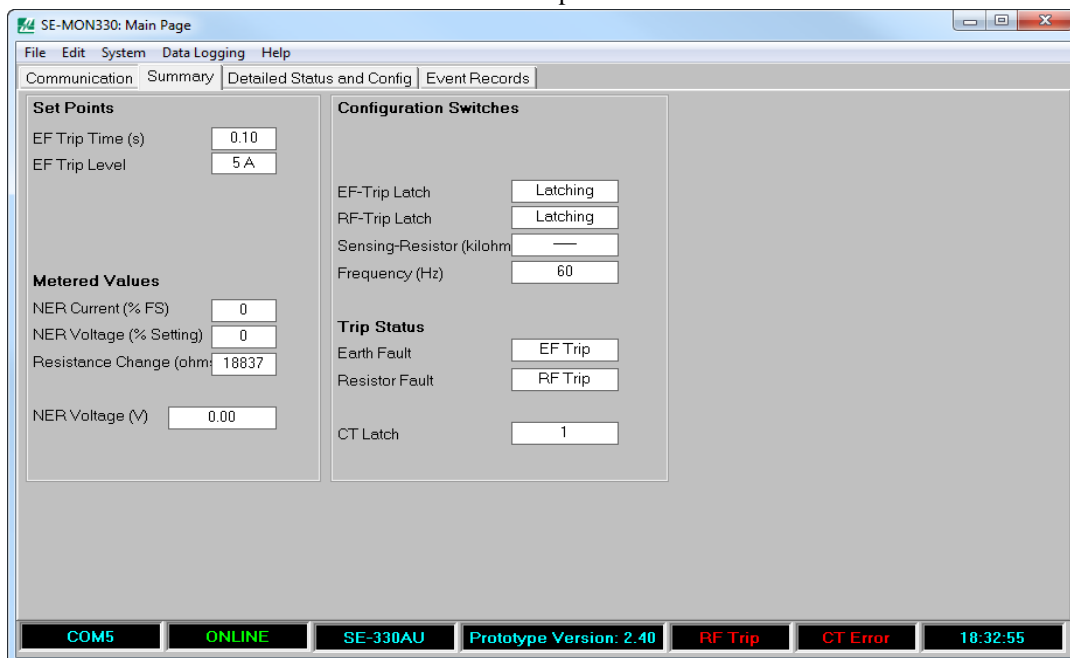 SE-MON330: Main Page
File Edit System Data Logging Help
Communication Summary Detailed Status and Config Event Records
Set Points
EF Trip Time (s) 0.10
EF Trip Level 5 A
Metered Values
NER Current (% FS) 0
NER Voltage (% Setting) 0
Resistance Change (ohm 18837
NER Voltage (V) 0.00
Configuration Switches
EF-Trip Latch Latching
RF-Trip Latch Latching
Sensing-Resistor (kilohm —
Frequency (Hz) 60
Trip Status
Earth Fault EF Trip
Resistor Fault RF Trip
CT Latch 1
COM5 ONLINE SE-330AU Prototype Version: 2.40 RF Trip CT Error 18:32:55